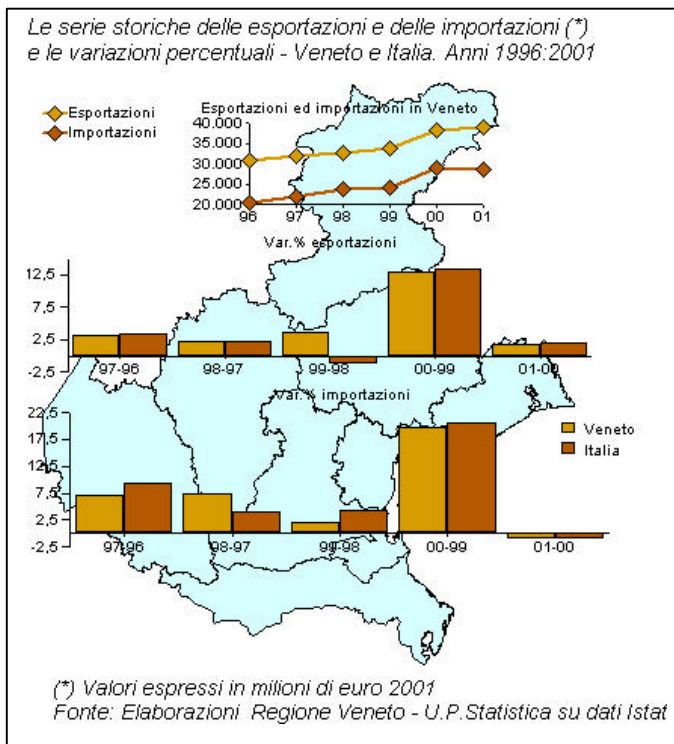 Le serie storiche delle esportazioni e delle importazioni (*)
e le variazioni percentuali - Veneto e Italia. Anni 1996:2001
Esportazioni
Importazioni
Esportazioni ed importazioni in Veneto
40.000
35.000
30.000
25.000
20.000
96 97 98 99 00 01
Var.% esportazioni
12,5
7,5
2,5
-2,5
97-96 98-97 99-98 00-99 01-00
Var.% importazioni
22,5
17,5
12,5
7,5
2,5
-2,5
97-96 98-97 99-98 00-99 01-00
Veneto
Italia
(*) Valori espressi in milioni di euro 2001
Fonte: Elaborazioni Regione Veneto - U.P.Statistica su dati Istat